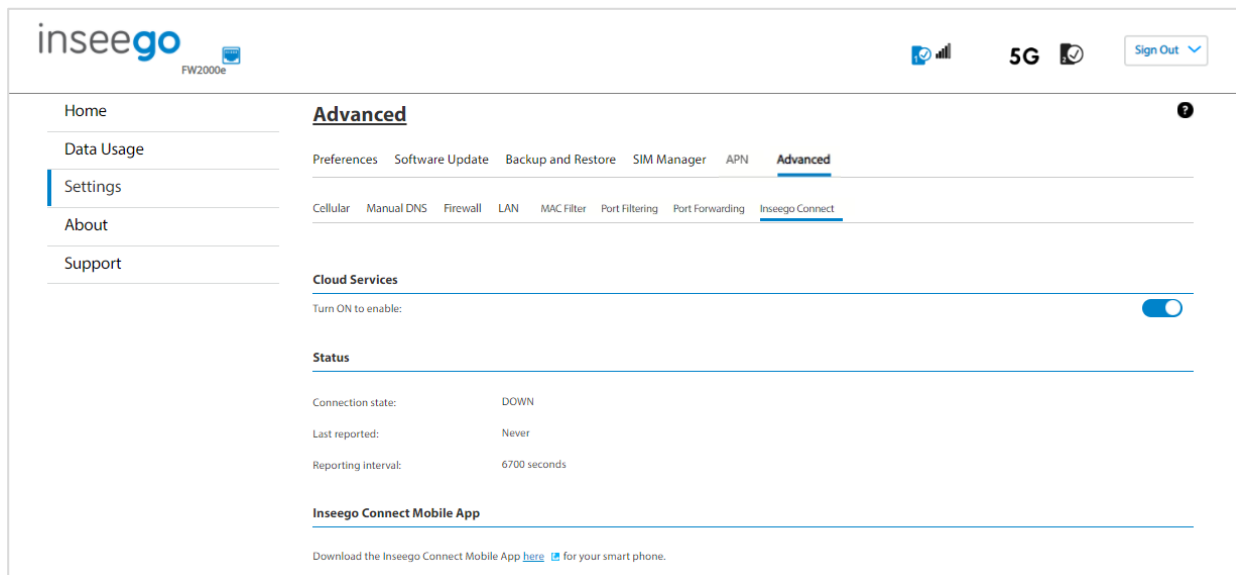 inseego
FW2000e
5G
Sign Out
Home
Data Usage
Settings
About
Support
Advanced
Preferences Software Update Backup and Restore SIM Manager APN Advanced
Cellular Manual DNS Firewall LAN MAC Filter Port Filtering Port Forwarding Inseego Connect
Cloud Services
Turn ON to enable:
Status
Connection state: DOWN
Last reported: Never
Reporting interval: 6700 seconds
Inseego Connect Mobile App
Download the Inseego Connect Mobile App here for your smart phone.